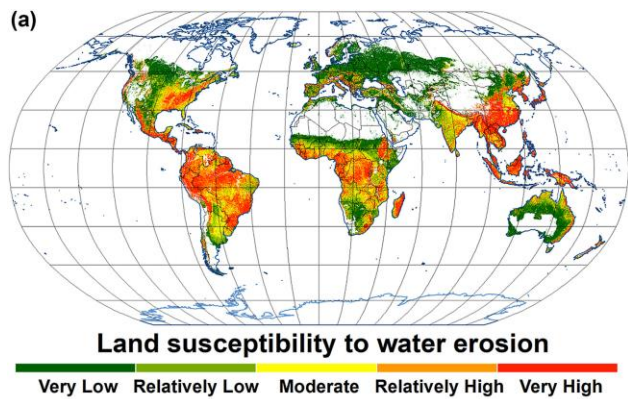 (a)
Land susceptibility to water erosion
Very Low Relatively Low Moderate Relatively High Very High